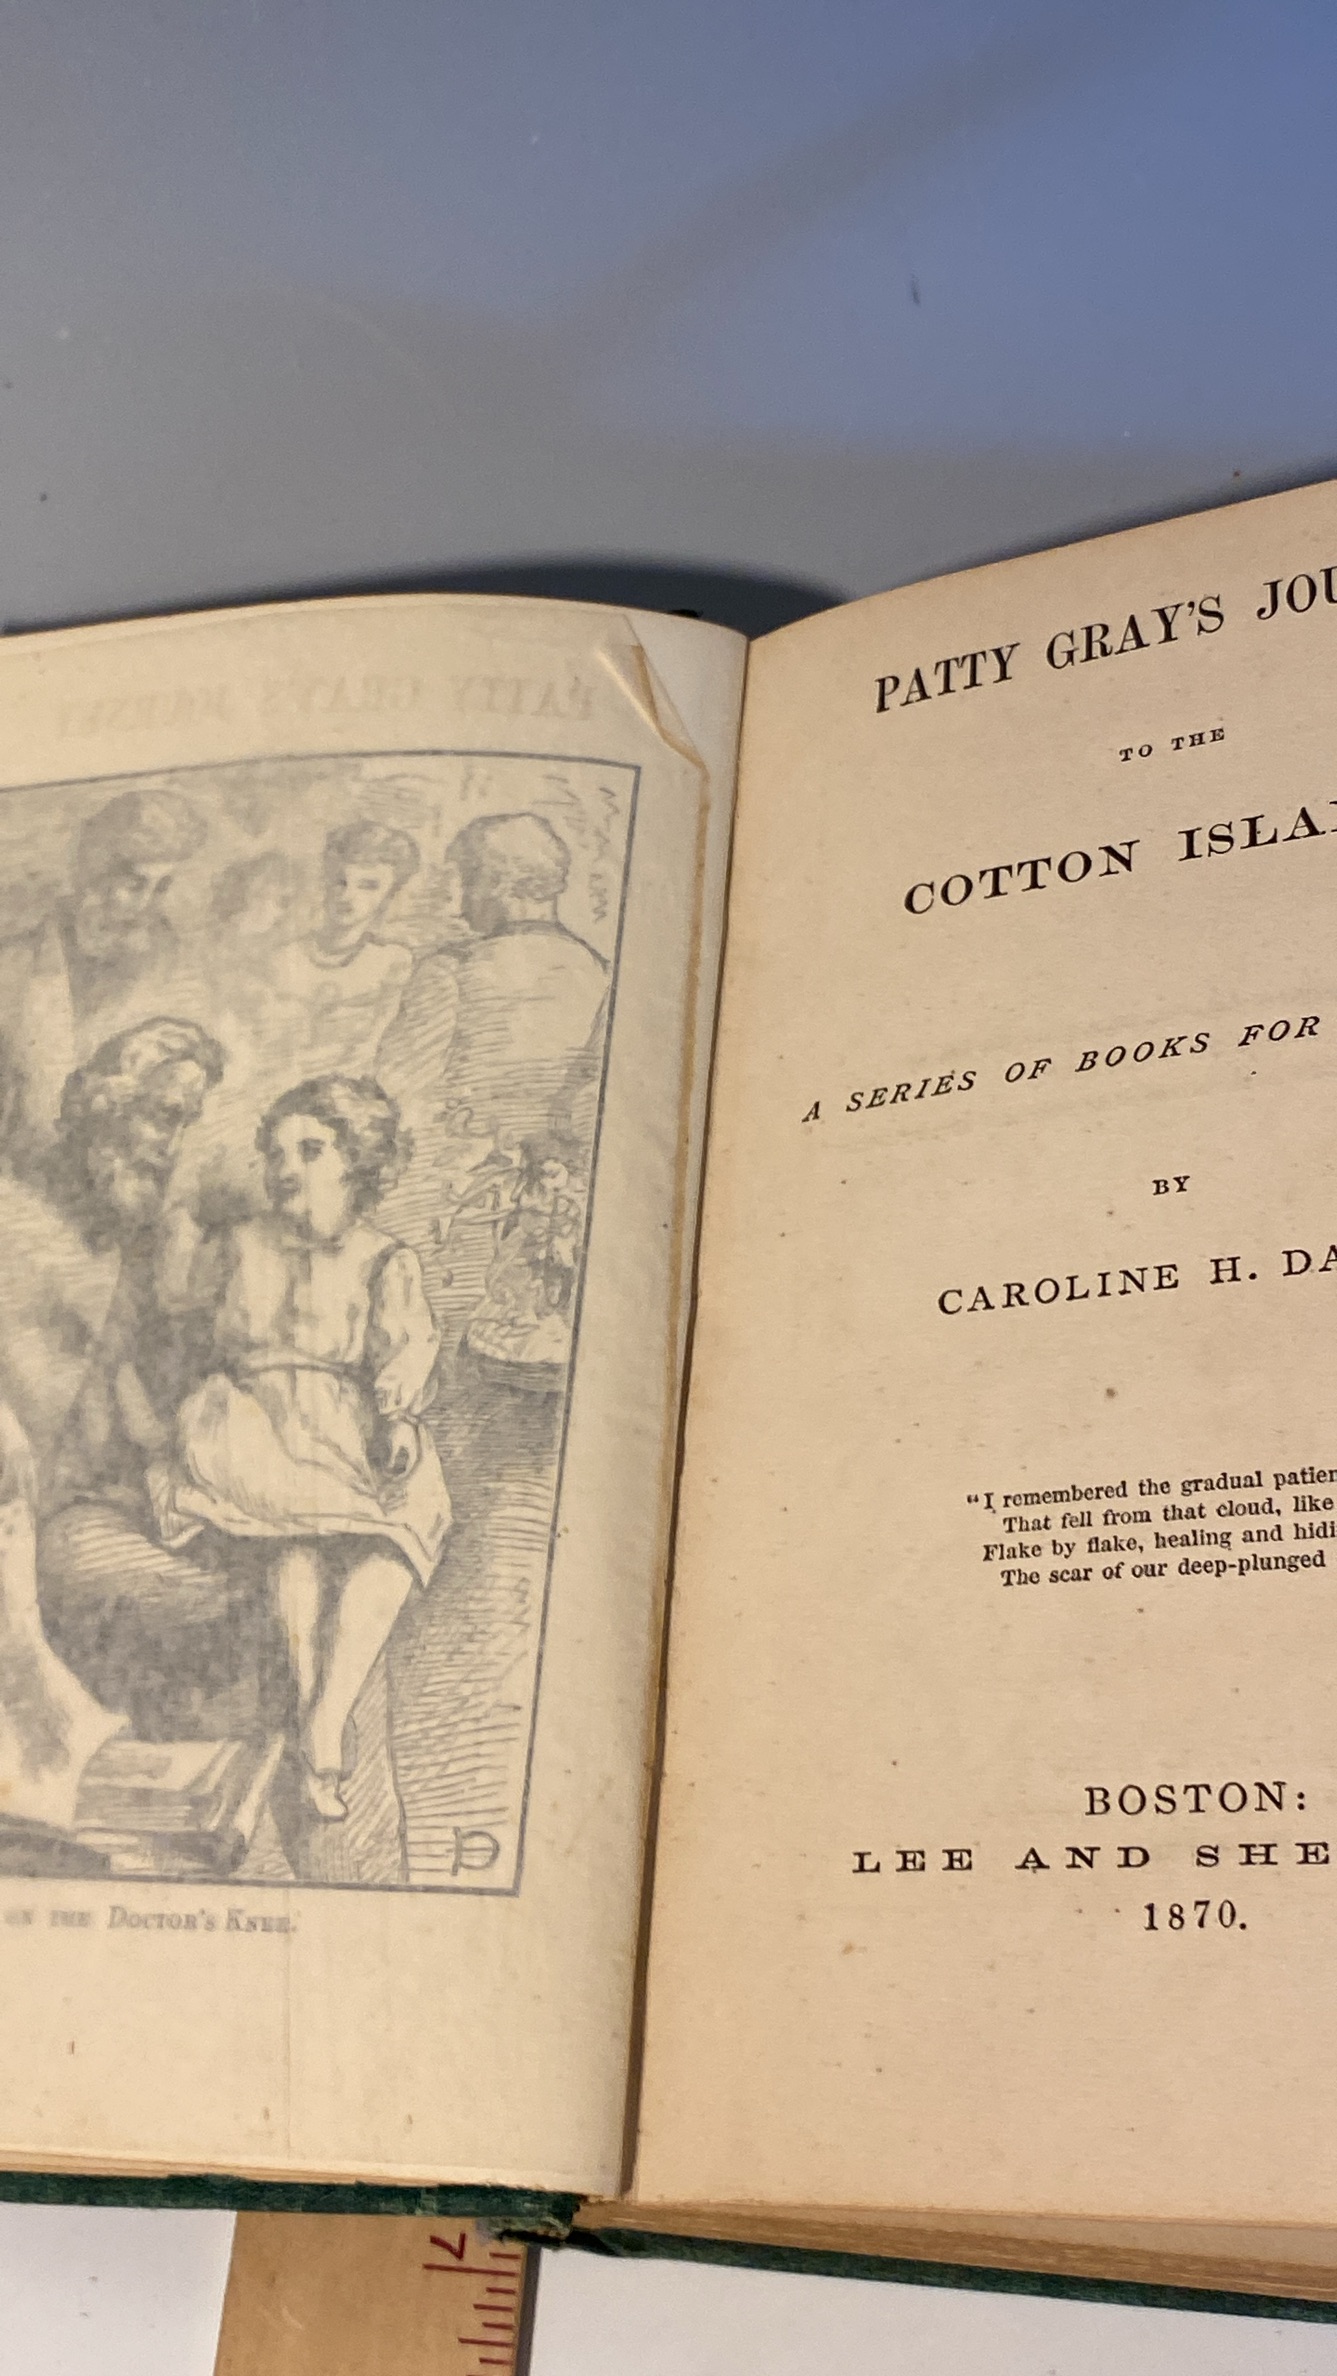 ON THE DOCTOR'S KNEE.
PATTY GRAY'S JOU
TO THE
COTTON ISLA
A SERIES OF BOOKS FOR
BY
CAROLINE H. DA
"I remembered the gradual patien
That fell from that cloud, like
Flake by flake, healing and hidi
The scar of our deep-plunged
BOSTON:
LEE AND SHE
1870.
7